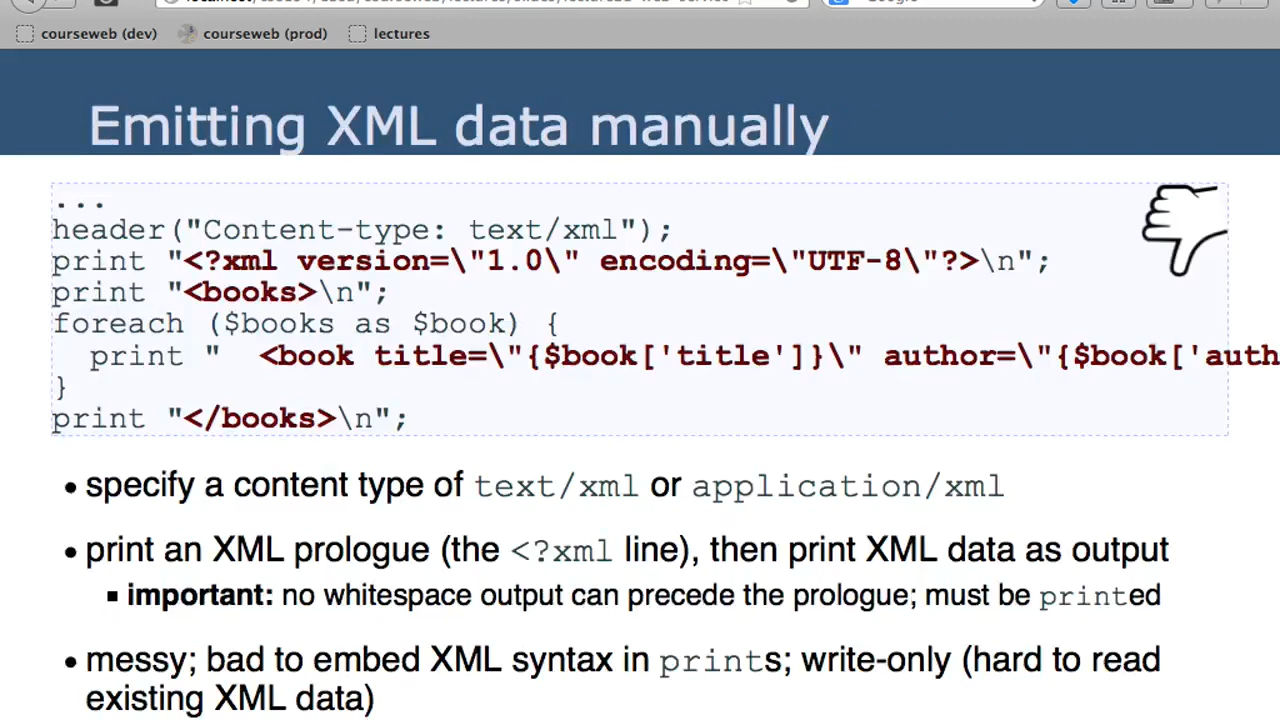 courseweb (dev) courseweb (prod) lectures
Emitting XML data manually
...
header("Content-type: text/xml");
print "<?xml version=\"1.0\" encoding=\"UTF-8\"?>\n";
print "<books>\n";
foreach ($books as $book) {
  print "  <book title=\"{$book['title']}\" author=\"{$book['auth
}
print "</books>\n";
• specify a content type of text/xml or application/xml
• print an XML prologue (the <?xml line), then print XML data as output
▪ important: no whitespace output can precede the prologue; must be printed
• messy; bad to embed XML syntax in prints; write-only (hard to read
existing XML data)